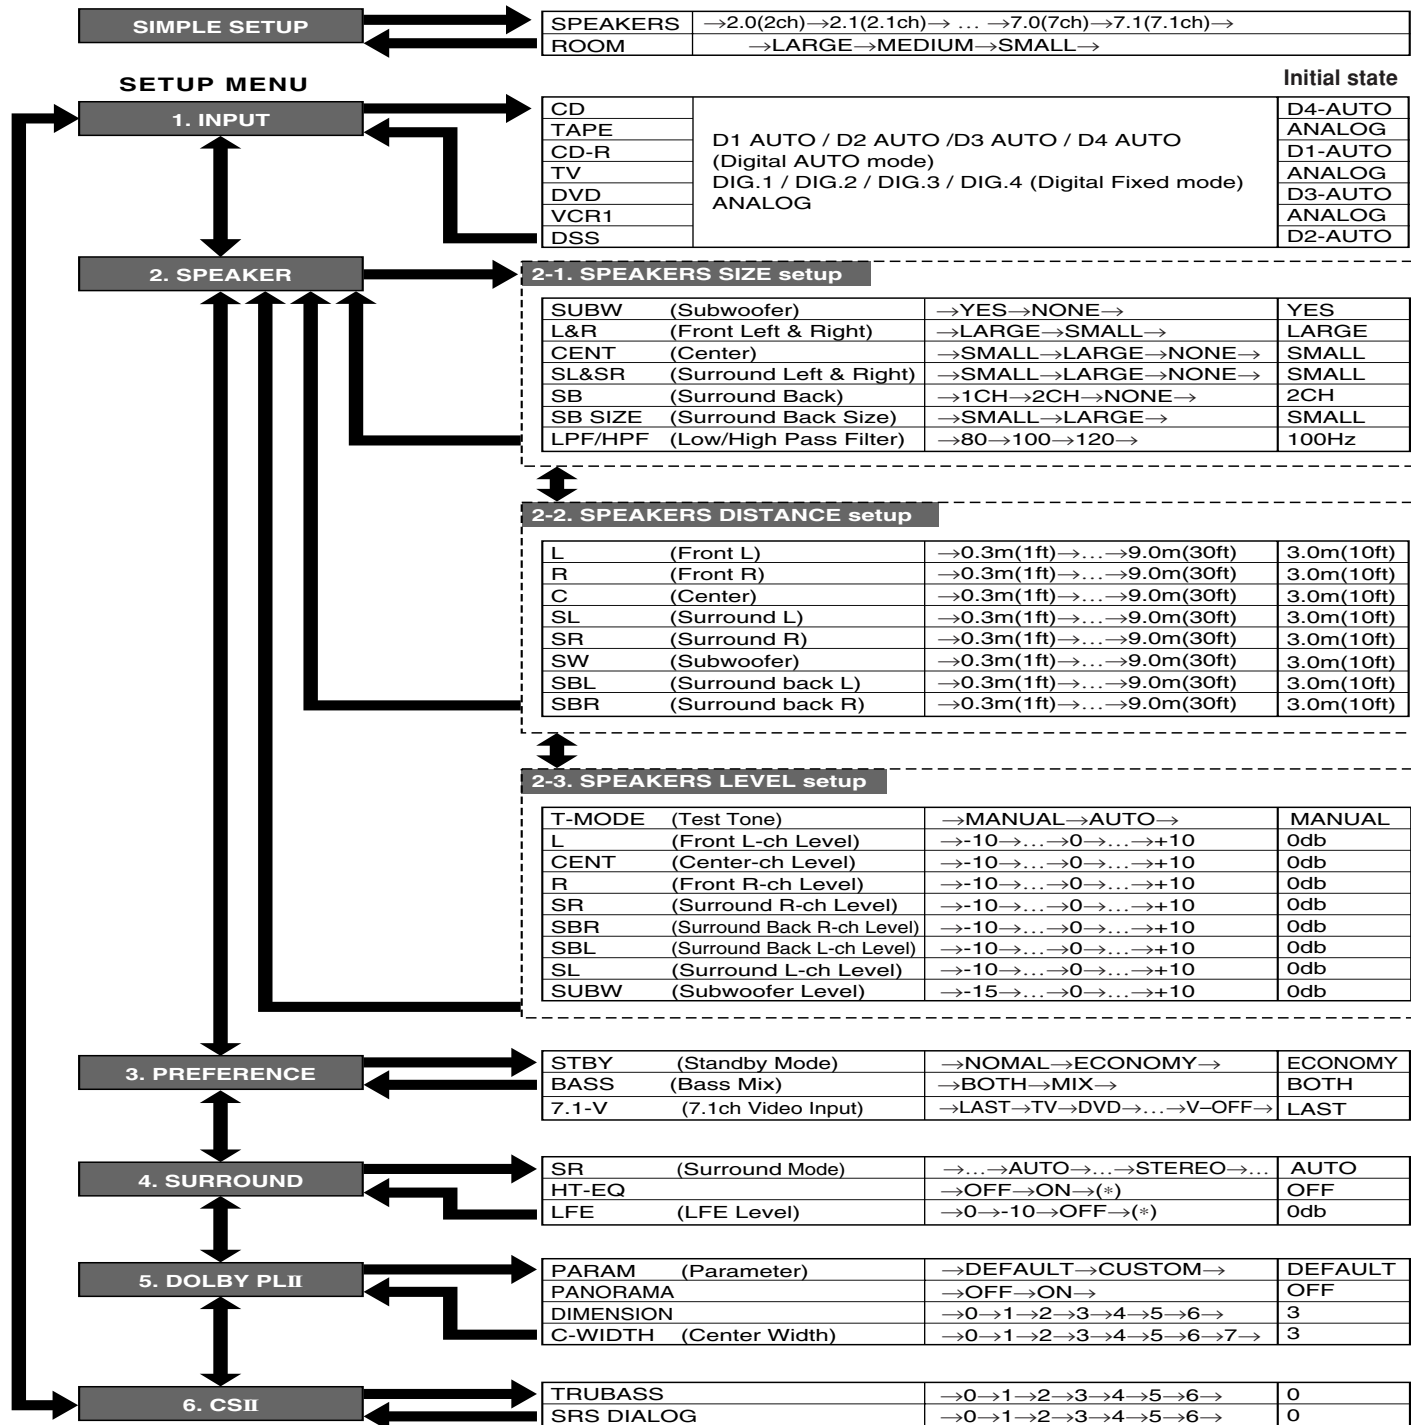 SIMPLE SETUP
SPEAKERS →2.0(2ch)→2.1(2.1ch)→ … →7.0(7ch)→7.1(7.1ch)→
ROOM →LARGE→MEDIUM→SMALL→
SETUP MENU
Initial state
1. INPUT
CD D4-AUTO
TAPE ANALOG
CD-R D1-AUTO
TV ANALOG
DVD D3-AUTO
VCR1 ANALOG
DSS D2-AUTO
D1 AUTO / D2 AUTO /D3 AUTO / D4 AUTO
(Digital AUTO mode)
DIG.1 / DIG.2 / DIG.3 / DIG.4 (Digital Fixed mode)
ANALOG
2. SPEAKER
2-1. SPEAKERS SIZE setup
SUBW (Subwoofer) →YES→NONE→ YES
L&R (Front Left & Right) →LARGE→SMALL→ LARGE
CENT (Center) →SMALL→LARGE→NONE→ SMALL
SL&SR (Surround Left & Right) →SMALL→LARGE→NONE→ SMALL
SB (Surround Back) →1CH→2CH→NONE→ 2CH
SB SIZE (Surround Back Size) →SMALL→LARGE→ SMALL
LPF/HPF (Low/High Pass Filter) →80→100→120→ 100Hz
2-2. SPEAKERS DISTANCE setup
L (Front L) →0.3m(1ft)→…→9.0m(30ft) 3.0m(10ft)
R (Front R) →0.3m(1ft)→…→9.0m(30ft) 3.0m(10ft)
C (Center) →0.3m(1ft)→…→9.0m(30ft) 3.0m(10ft)
SL (Surround L) →0.3m(1ft)→…→9.0m(30ft) 3.0m(10ft)
SR (Surround R) →0.3m(1ft)→…→9.0m(30ft) 3.0m(10ft)
SW (Subwoofer) →0.3m(1ft)→…→9.0m(30ft) 3.0m(10ft)
SBL (Surround back L) →0.3m(1ft)→…→9.0m(30ft) 3.0m(10ft)
SBR (Surround back R) →0.3m(1ft)→…→9.0m(30ft) 3.0m(10ft)
2-3. SPEAKERS LEVEL setup
T-MODE (Test Tone) →MANUAL→AUTO→ MANUAL
L (Front L-ch Level) →-10→…→0→…→+10 0db
CENT (Center-ch Level) →-10→…→0→…→+10 0db
R (Front R-ch Level) →-10→…→0→…→+10 0db
SR (Surround R-ch Level) →-10→…→0→…→+10 0db
SBR (Surround Back R-ch Level) →-10→…→0→…→+10 0db
SBL (Surround Back L-ch Level) →-10→…→0→…→+10 0db
SL (Surround L-ch Level) →-10→…→0→…→+10 0db
SUBW (Subwoofer Level) →-15→…→0→…→+10 0db
3. PREFERENCE
STBY (Standby Mode) →NOMAL→ECONOMY→ ECONOMY
BASS (Bass Mix) →BOTH→MIX→ BOTH
7.1-V (7.1ch Video Input) →LAST→TV→DVD→…→V–OFF→ LAST
4. SURROUND
SR (Surround Mode) →…→AUTO→…→STEREO→… AUTO
HT-EQ →OFF→ON→(*) OFF
LFE (LFE Level) →0→-10→OFF→(*) 0db
5. DOLBY PLII
PARAM (Parameter) →DEFAULT→CUSTOM→ DEFAULT
PANORAMA →OFF→ON→ OFF
DIMENSION →0→1→2→3→4→5→6→ 3
C-WIDTH (Center Width) →0→1→2→3→4→5→6→7→ 3
6. CSII
TRUBASS →0→1→2→3→4→5→6→ 0
SRS DIALOG →0→1→2→3→4→5→6→ 0